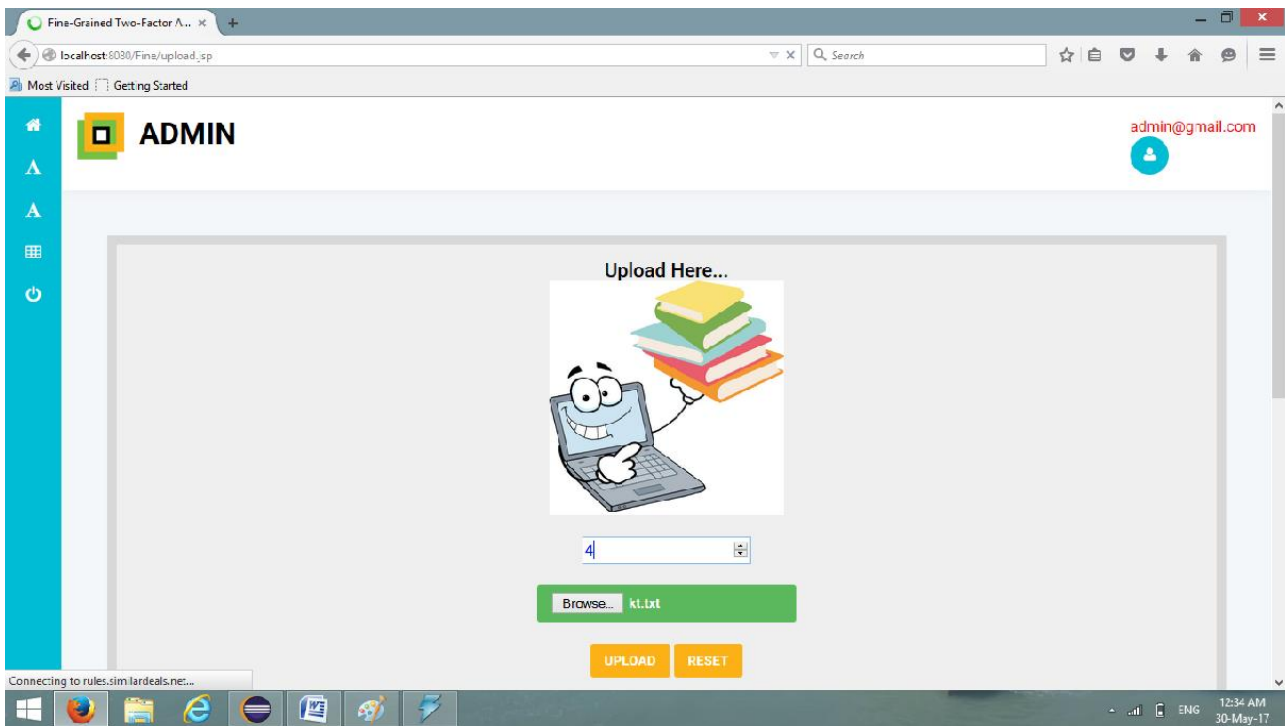 Fine-Grained Two-Factor A... × +
localhost:8080/Fine/upload.jsp
Search
Most Visited Getting Started
ADMIN
admin@gmail.com
A
A
Upload Here...
4
Browse... kt.txt
UPLOAD RESET
Connecting to rules.similardeals.net...
ENG 12:34 AM
30-May-17